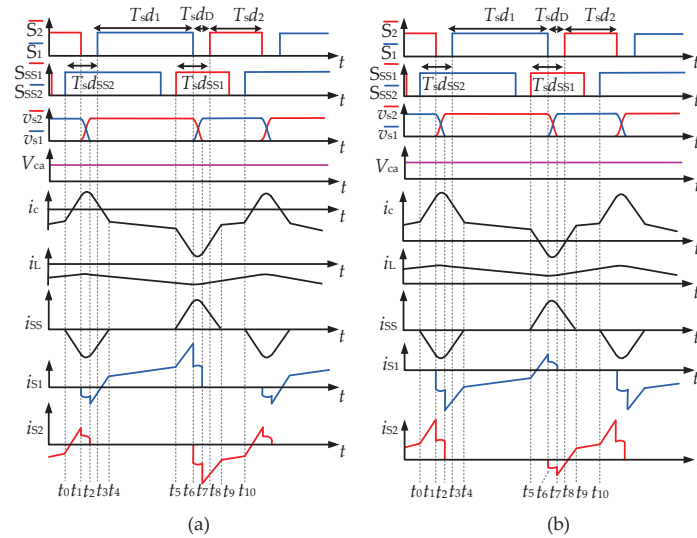 Tsd1 TsdD Tsd2
S2
S1
t
SSS1
SSS2
TsdSS2 TsdSS1
t
vs2
vs1
t
Vca
t
ic
t
iL
t
iSS
t
iS1
t
iS2
t
t0 t1 t2 t3 t4 t5 t6 t7 t8 t9 t10
(a)
Tsd1 TsdD Tsd2
S2
S1
t
SSS1
SSS2
TsdSS2 TsdSS1
t
vs2
vs1
t
Vca
t
ic
t
iL
t
iSS
t
iS1
t
iS2
t
t0 t1 t2 t3 t4 t5 t6 t7 t8 t9 t10
(b)